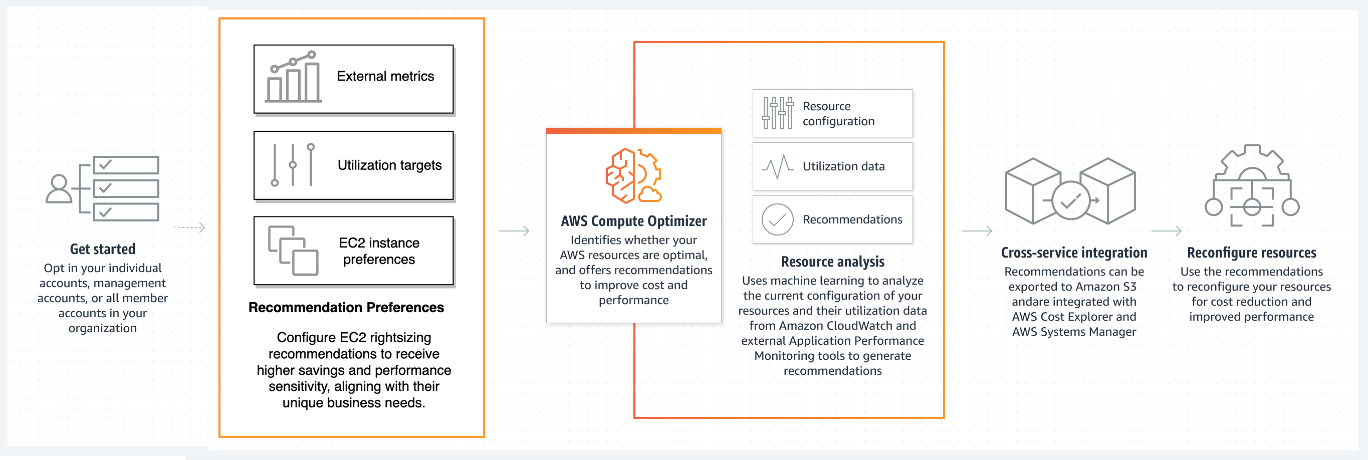 Get started
Opt in your individual
accounts, management
accounts, or all member
accounts in your
organization
External metrics
Utilization targets
EC2 instance
preferences
Recommendation Preferences
Configure EC2 rightsizing
recommendations to receive
higher savings and performance
sensitivity, aligning with their
unique business needs.
AWS Compute Optimizer
Identifies whether your
AWS resources are optimal,
and offers recommendations
to improve cost and
performance
Resource
configuration
Utilization data
Recommendations
Resource analysis
Uses machine learning to analyze
the current configuration of your
resources and their utilization data
from Amazon CloudWatch and
external Application Performance
Monitoring tools to generate
recommendations
Cross-service integration
Recommendations can be
exported to Amazon S3
andare integrated with
AWS Cost Explorer and
AWS Systems Manager
Reconfigure resources
Use the recommendations
to reconfigure your resources
for cost reduction and
improved performance